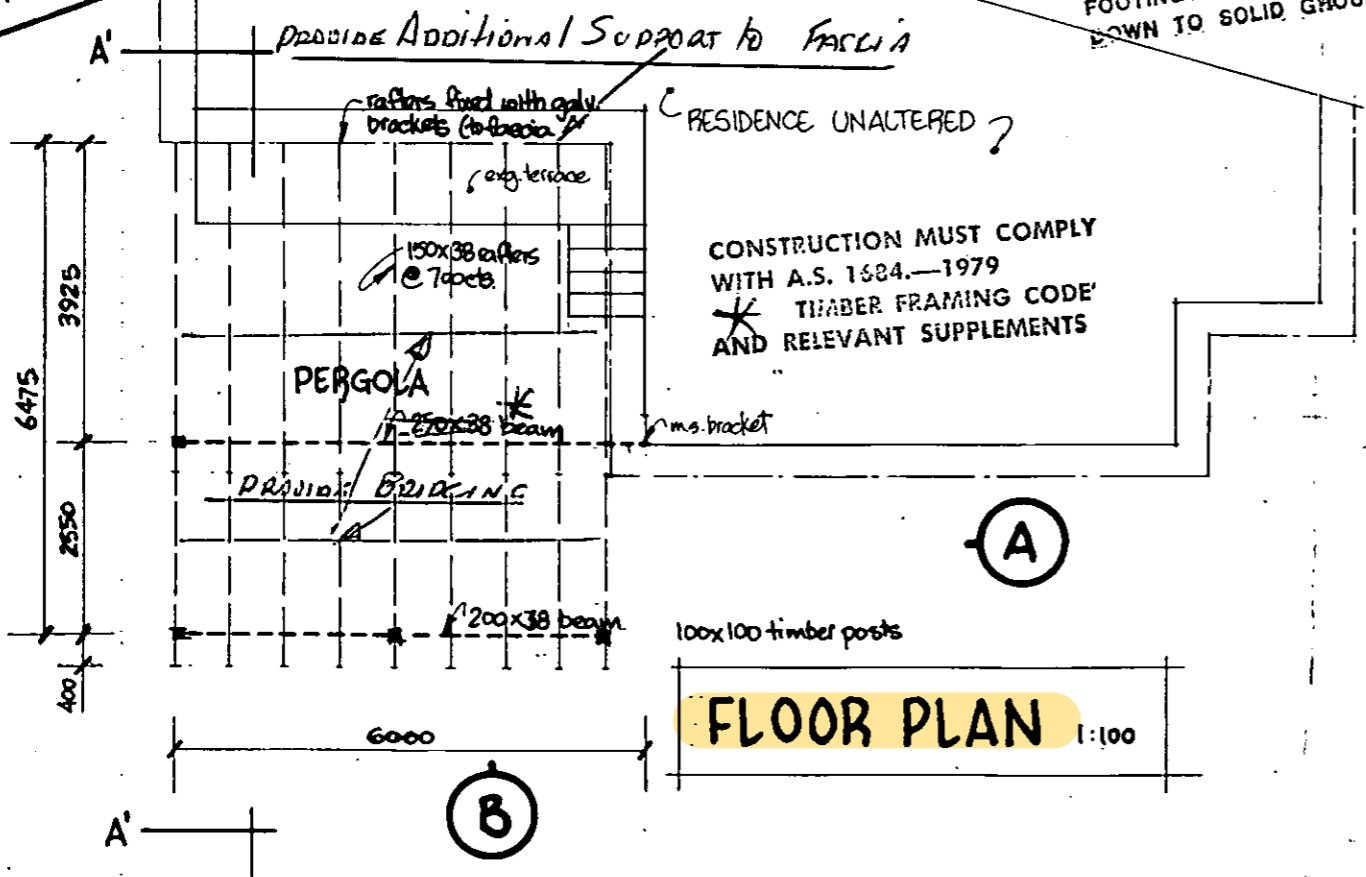 FOOTING
DOWN TO SOLID GROU
A'
PROVIDE ADDITIONAL SUPPORT to FASCIA
rafters fixed with galv.
brackets (to fascia
RESIDENCE UNALTERED ?
exg. terrace
150x38 rafters
@ 700cts.
CONSTRUCTION MUST COMPLY
WITH A.S. 1684.—1979
TIMBER FRAMING CODE'
AND RELEVANT SUPPLEMENTS
3925
6475
PERGOLA
250x38 beam
ms. bracket
PROVIDE BRIDGING
2550
A
200x38 beam
100x100 timber posts
400
FLOOR PLAN 1:100
6000
B
A'